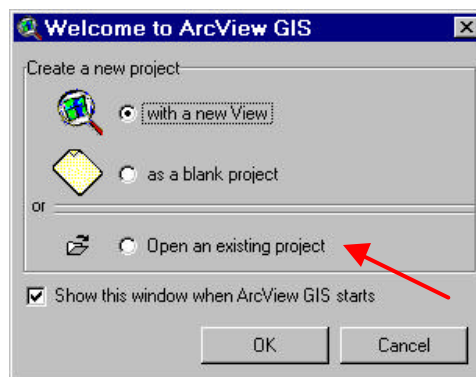 Welcome to ArcView GIS
Create a new project
with a new View
as a blank project
or
Open an existing project
Show this window when ArcView GIS starts
OK
Cancel